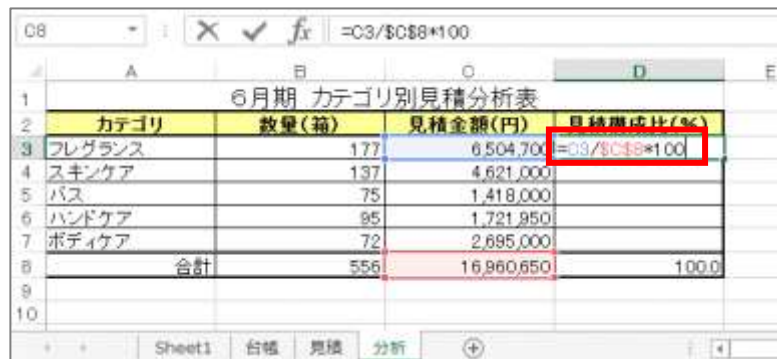 C8 fx =C3/$C$8*100
A B C D E
1 6月期 カテゴリ別見積分析表
2 カテゴリ 数量(箱) 見積金額(円) 見積構成比(%)
3 フレグランス 177 6,504,700 =C3/$C$8*100
4 スキンケア 137 4,621,000
5 バス 75 1,418,000
6 ハンドケア 95 1,721,950
7 ボディケア 72 2,695,000
8 合計 556 16,960,650 100.0
9
10
Sheet1 台帳 見積 分析